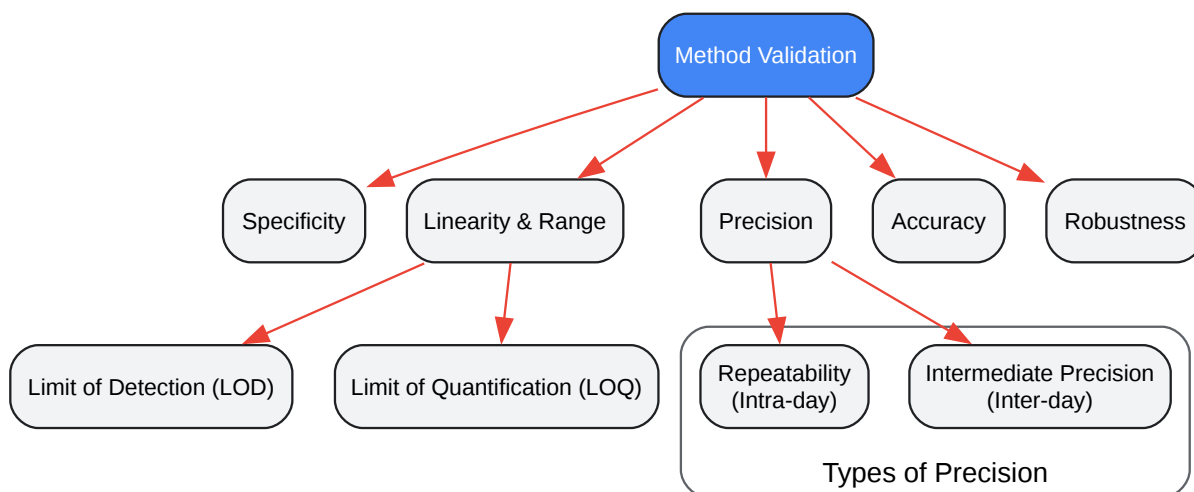 Method Validation
Specificity
Linearity & Range
Precision
Accuracy
Robustness
Limit of Detection (LOD)
Limit of Quantification (LOQ)
Repeatability
(Intra-day)
Intermediate Precision
(Inter-day)
Types of Precision